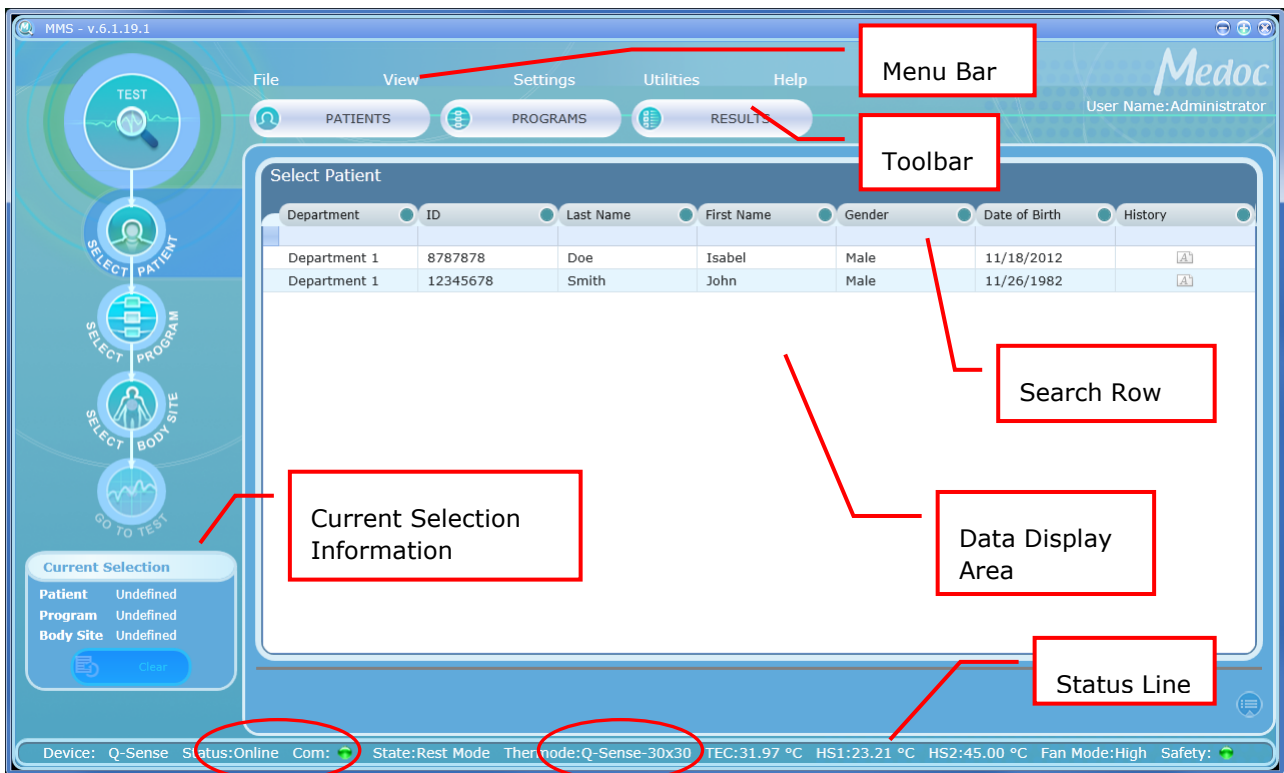 MMS - v.6.1.19.1
File View Settings Utilities Help
Menu Bar
Medoc
User Name:Administrator
TEST
PATIENTS PROGRAMS RESULTS
Toolbar
Select Patient
Department ID Last Name First Name Gender Date of Birth History
Department 1 8787878 Doe Isabel Male 11/18/2012 A
Department 1 12345678 Smith John Male 11/26/1982 A
SELECT PATIENT
SELECT PROGRAM
SELECT BODY SITE
GO TO TEST
Search Row
Current Selection
Information
Data Display
Area
Current Selection
Patient Undefined
Program Undefined
Body Site Undefined
Clear
Status Line
Device: Q-Sense Status:Online Com: State:Rest Mode Thermode:Q-Sense-30x30 TEC:31.97 °C HS1:23.21 °C HS2:45.00 °C Fan Mode:High Safety: